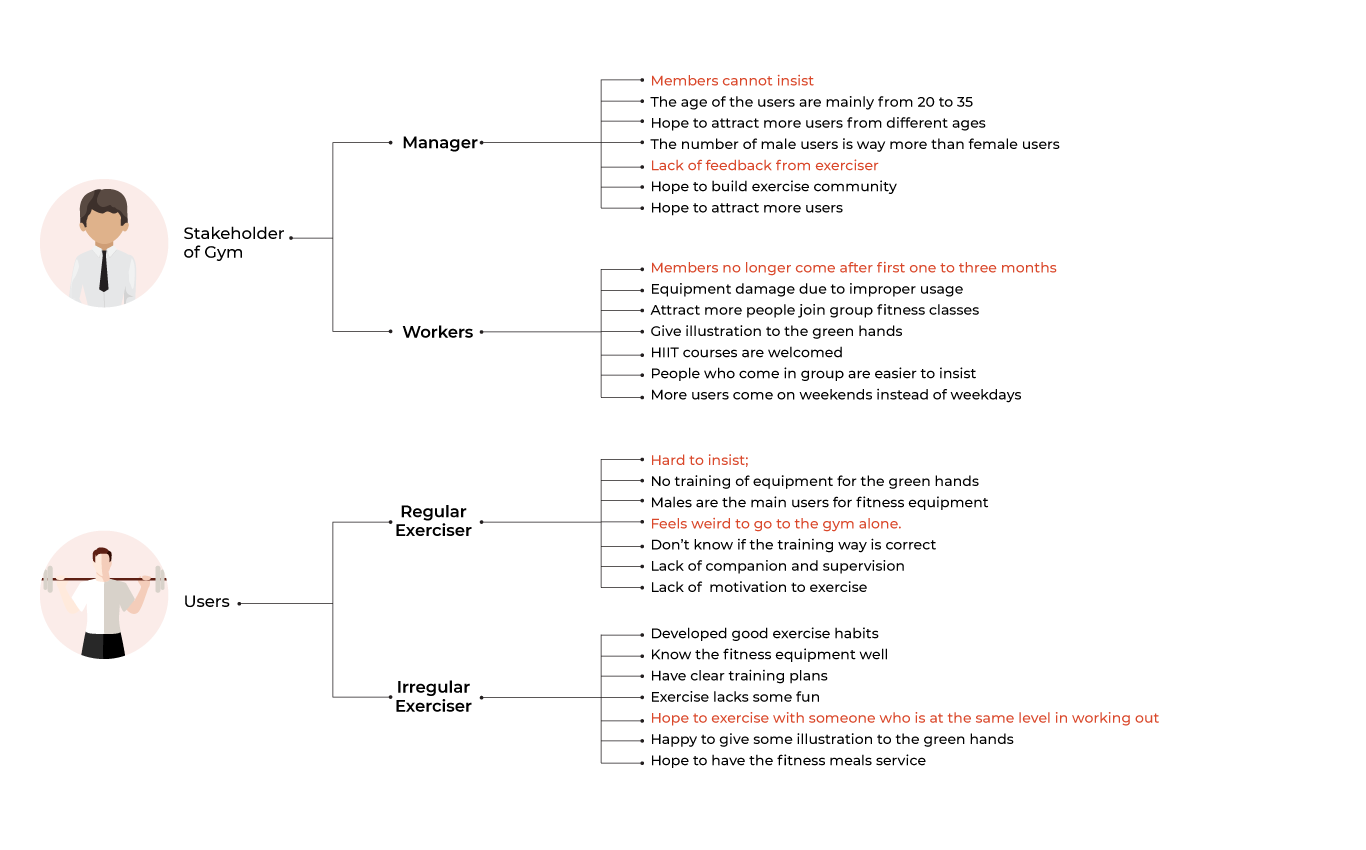 Stakeholder
of Gym
Manager
Members cannot insist
The age of the users are mainly from 20 to 35
Hope to attract more users from different ages
The number of male users is way more than female users
Lack of feedback from exerciser
Hope to build exercise community
Hope to attract more users
Workers
Members no longer come after first one to three months
Equipment damage due to improper usage
Attract more people join group fitness classes
Give illustration to the green hands
HIIT courses are welcomed
People who come in group are easier to insist
More users come on weekends instead of weekdays
Users
Regular
Exerciser
Hard to insist;
No training of equipment for the green hands
Males are the main users for fitness equipment
Feels weird to go to the gym alone.
Don’t know if the training way is correct
Lack of companion and supervision
Lack of  motivation to exercise
Irregular
Exerciser
Developed good exercise habits
Know the fitness equipment well
Have clear training plans
Exercise lacks some fun
Hope to exercise with someone who is at the same level in working out
Happy to give some illustration to the green hands
Hope to have the fitness meals service